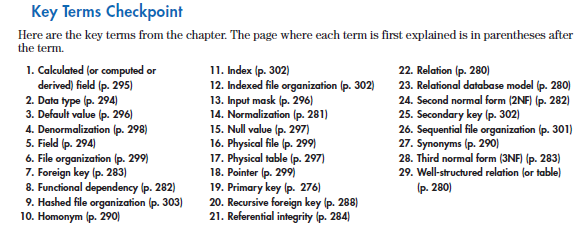 Key Terms Checkpoint
Here are the key terms from the chapter. The page where each term is first explained is in parentheses after
the term.
1. Calculated (or computed or
derived) field (p. 295)
2. Data type (p. 294)
3. Default value (p. 296)
4. Denormalization (p. 298)
5. Field (p. 294)
6. File organization (p. 299)
7. Foreign key (p. 283)
8. Functional dependency (p. 282)
9. Hashed file organization (p. 303)
10. Homonym (p. 290)
11. Index (p. 302)
12. Indexed file organization (p. 302)
13. Input mask (p. 296)
14. Normalization (p. 281)
15. Null value (p. 297)
16. Physical file (p. 299)
17. Physical table (p. 297)
18. Pointer (p. 299)
19. Primary key (p. 276)
20. Recursive foreign key (p. 288)
21. Referential integrity (p. 284)
22. Relation (p. 280)
23. Relational database model (p. 280)
24. Second normal form (2NF) (p. 282)
25. Secondary key (p. 302)
26. Sequential file organization (p. 301)
27. Synonyms (p. 290)
28. Third normal form (3NF) (p. 283)
29. Well-structured relation (or table)
(p. 280)